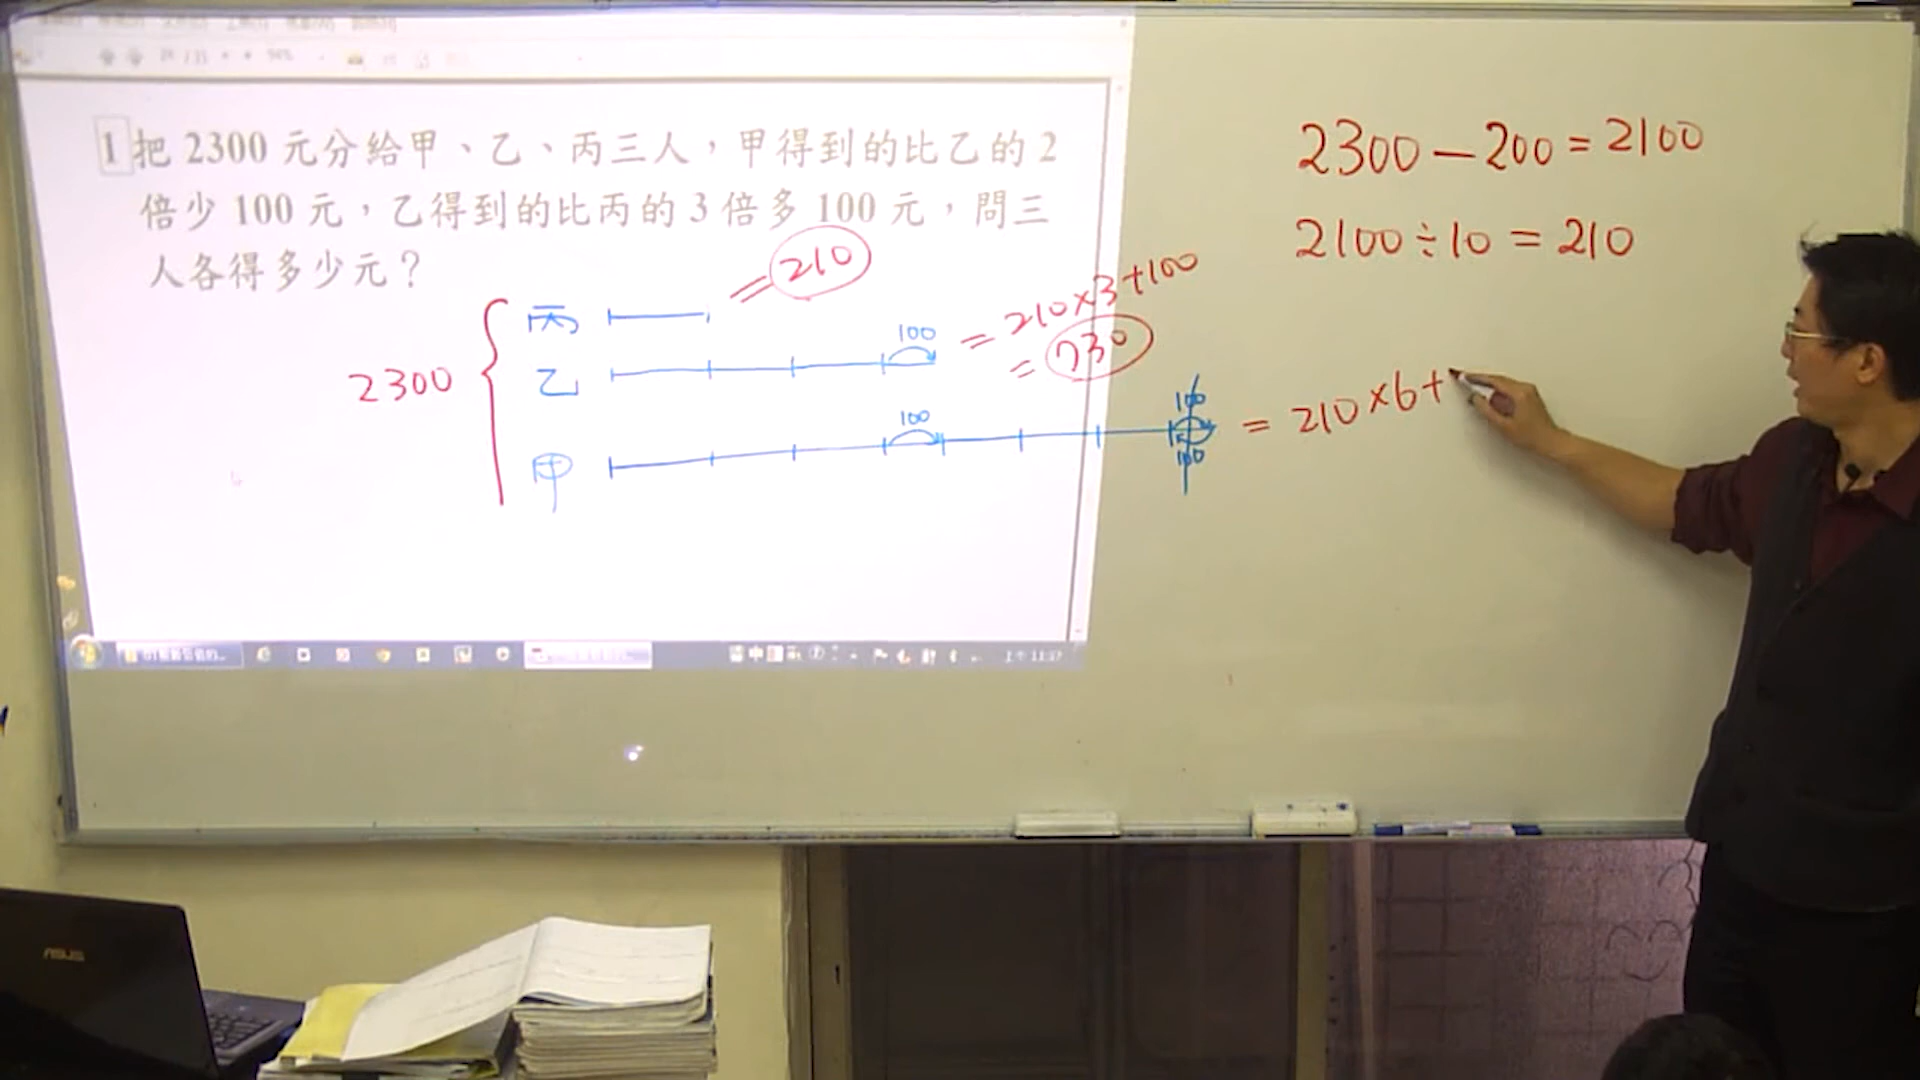 1 把 2300 元分給甲、乙、丙三人，甲得到的比乙的 2
倍少 100 元，乙得到的比丙的 3 倍多 100 元，問三
人各得多少元？
2300
丙
= 210
乙
100
= 210×3+100
= 730
甲
100
100
100
= 210×6+
2300 － 200 = 2100
2100 ÷ 10 = 210
中
ASUS